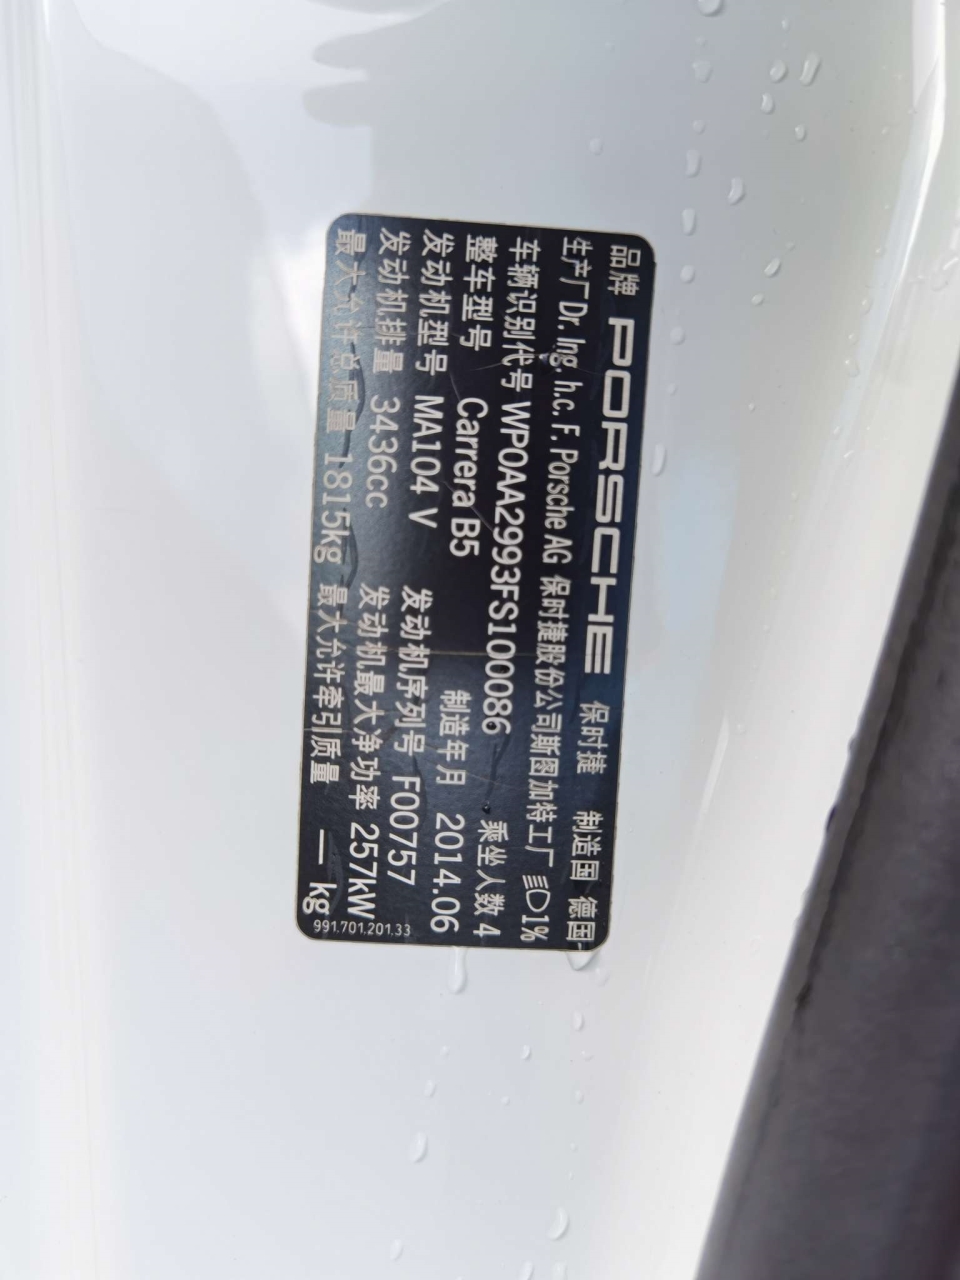 品牌 PORSCHE 保时捷 制造国 德国
生产厂 Dr. Ing. h.c. F. Porsche AG 保时捷股份公司斯图加特工厂 1%
车辆识别代号 WP0AA2993FS100086 乘坐人数 4
整车型号 Carrera B5 制造年月 2014.06
发动机型号 MA104 V 发动机序列号 F00757
发动机排量 3436cc 发动机最大净功率 257kW
最大允许总质量 1815kg 最大允许牵引质量 — kg
991.701.201.33